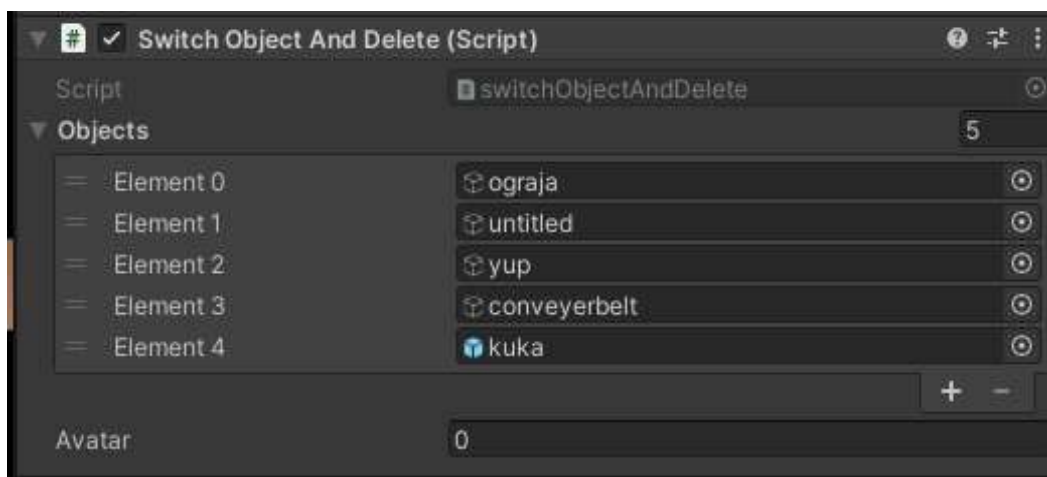 Switch Object And Delete (Script)
Script switchObjectAndDelete
Objects 5
Element 0 ograja
Element 1 untitled
Element 2 yup
Element 3 conveyerbelt
Element 4 kuka
+ -
Avatar 0